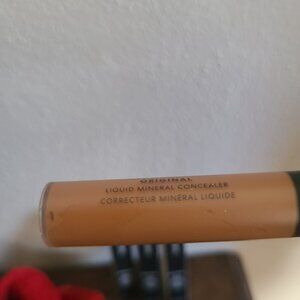 ORIGINAL
LIQUID MINERAL CONCEALER
CORRECTEUR MINÉRAL LIQUIDE